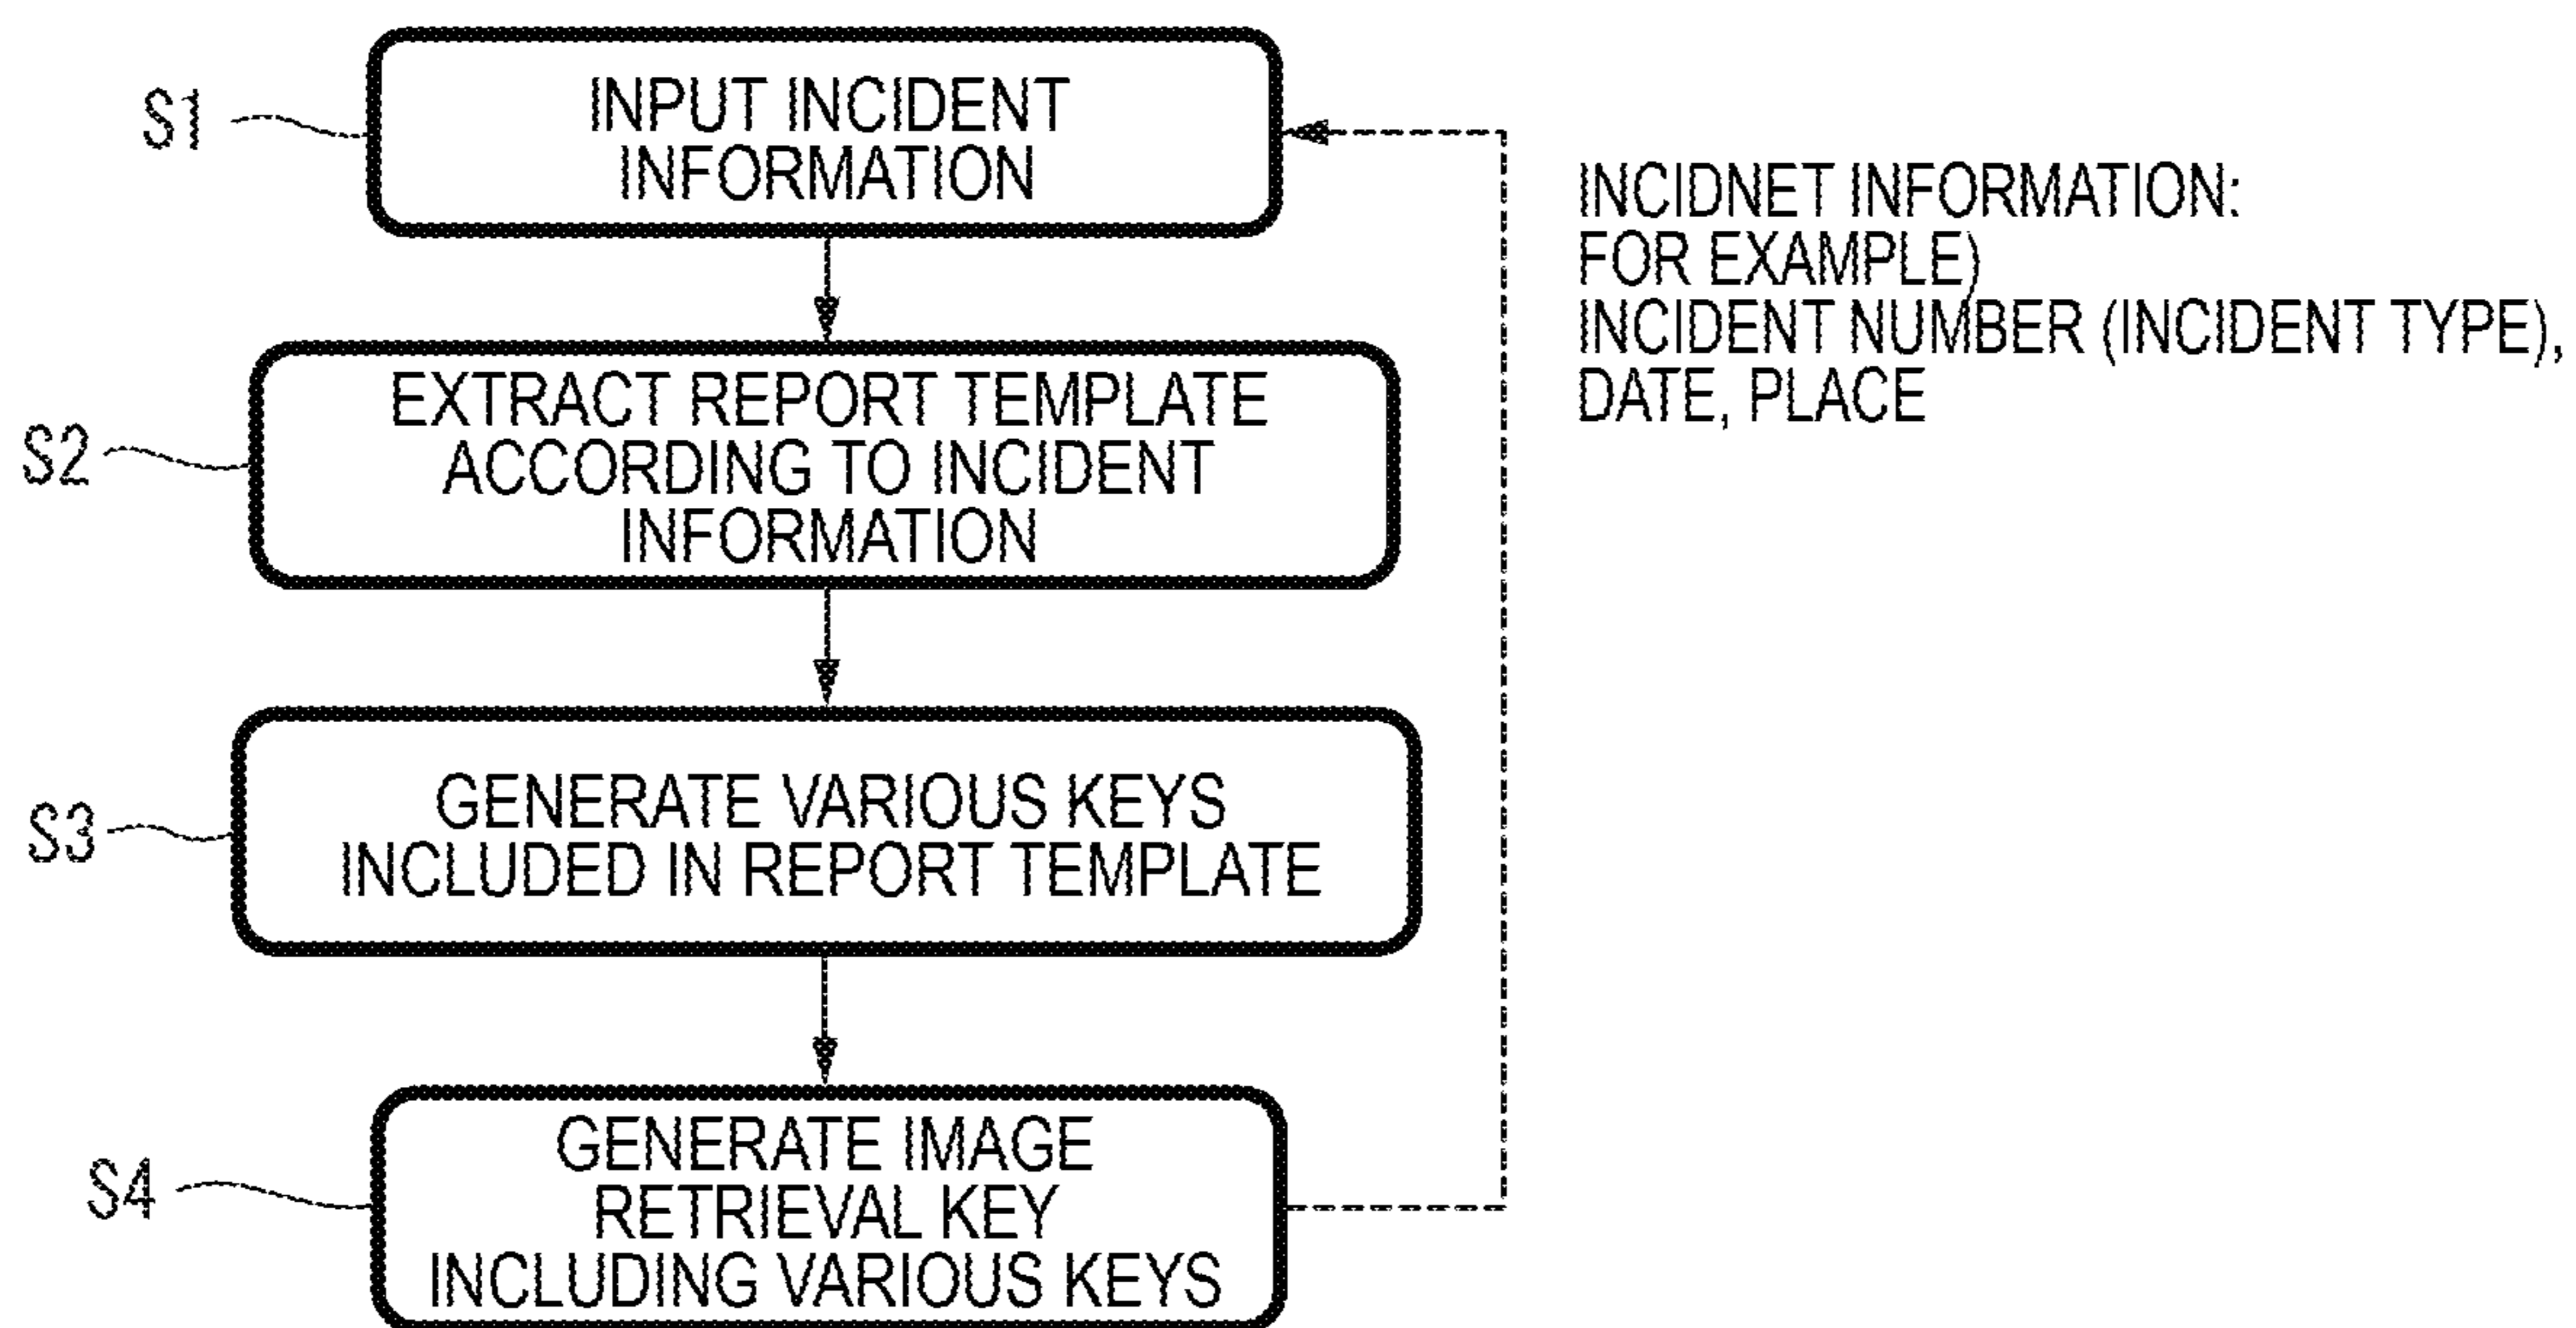 S1
INPUT INCIDENT
INFORMATION
INCIDNET INFORMATION:
FOR EXAMPLE)
INCIDENT NUMBER (INCIDENT TYPE),
DATE, PLACE
S2
EXTRACT REPORT TEMPLATE
ACCORDING TO INCIDENT
INFORMATION
S3
GENERATE VARIOUS KEYS
INCLUDED IN REPORT TEMPLATE
S4
GENERATE IMAGE
RETRIEVAL KEY
INCLUDING VARIOUS KEYS